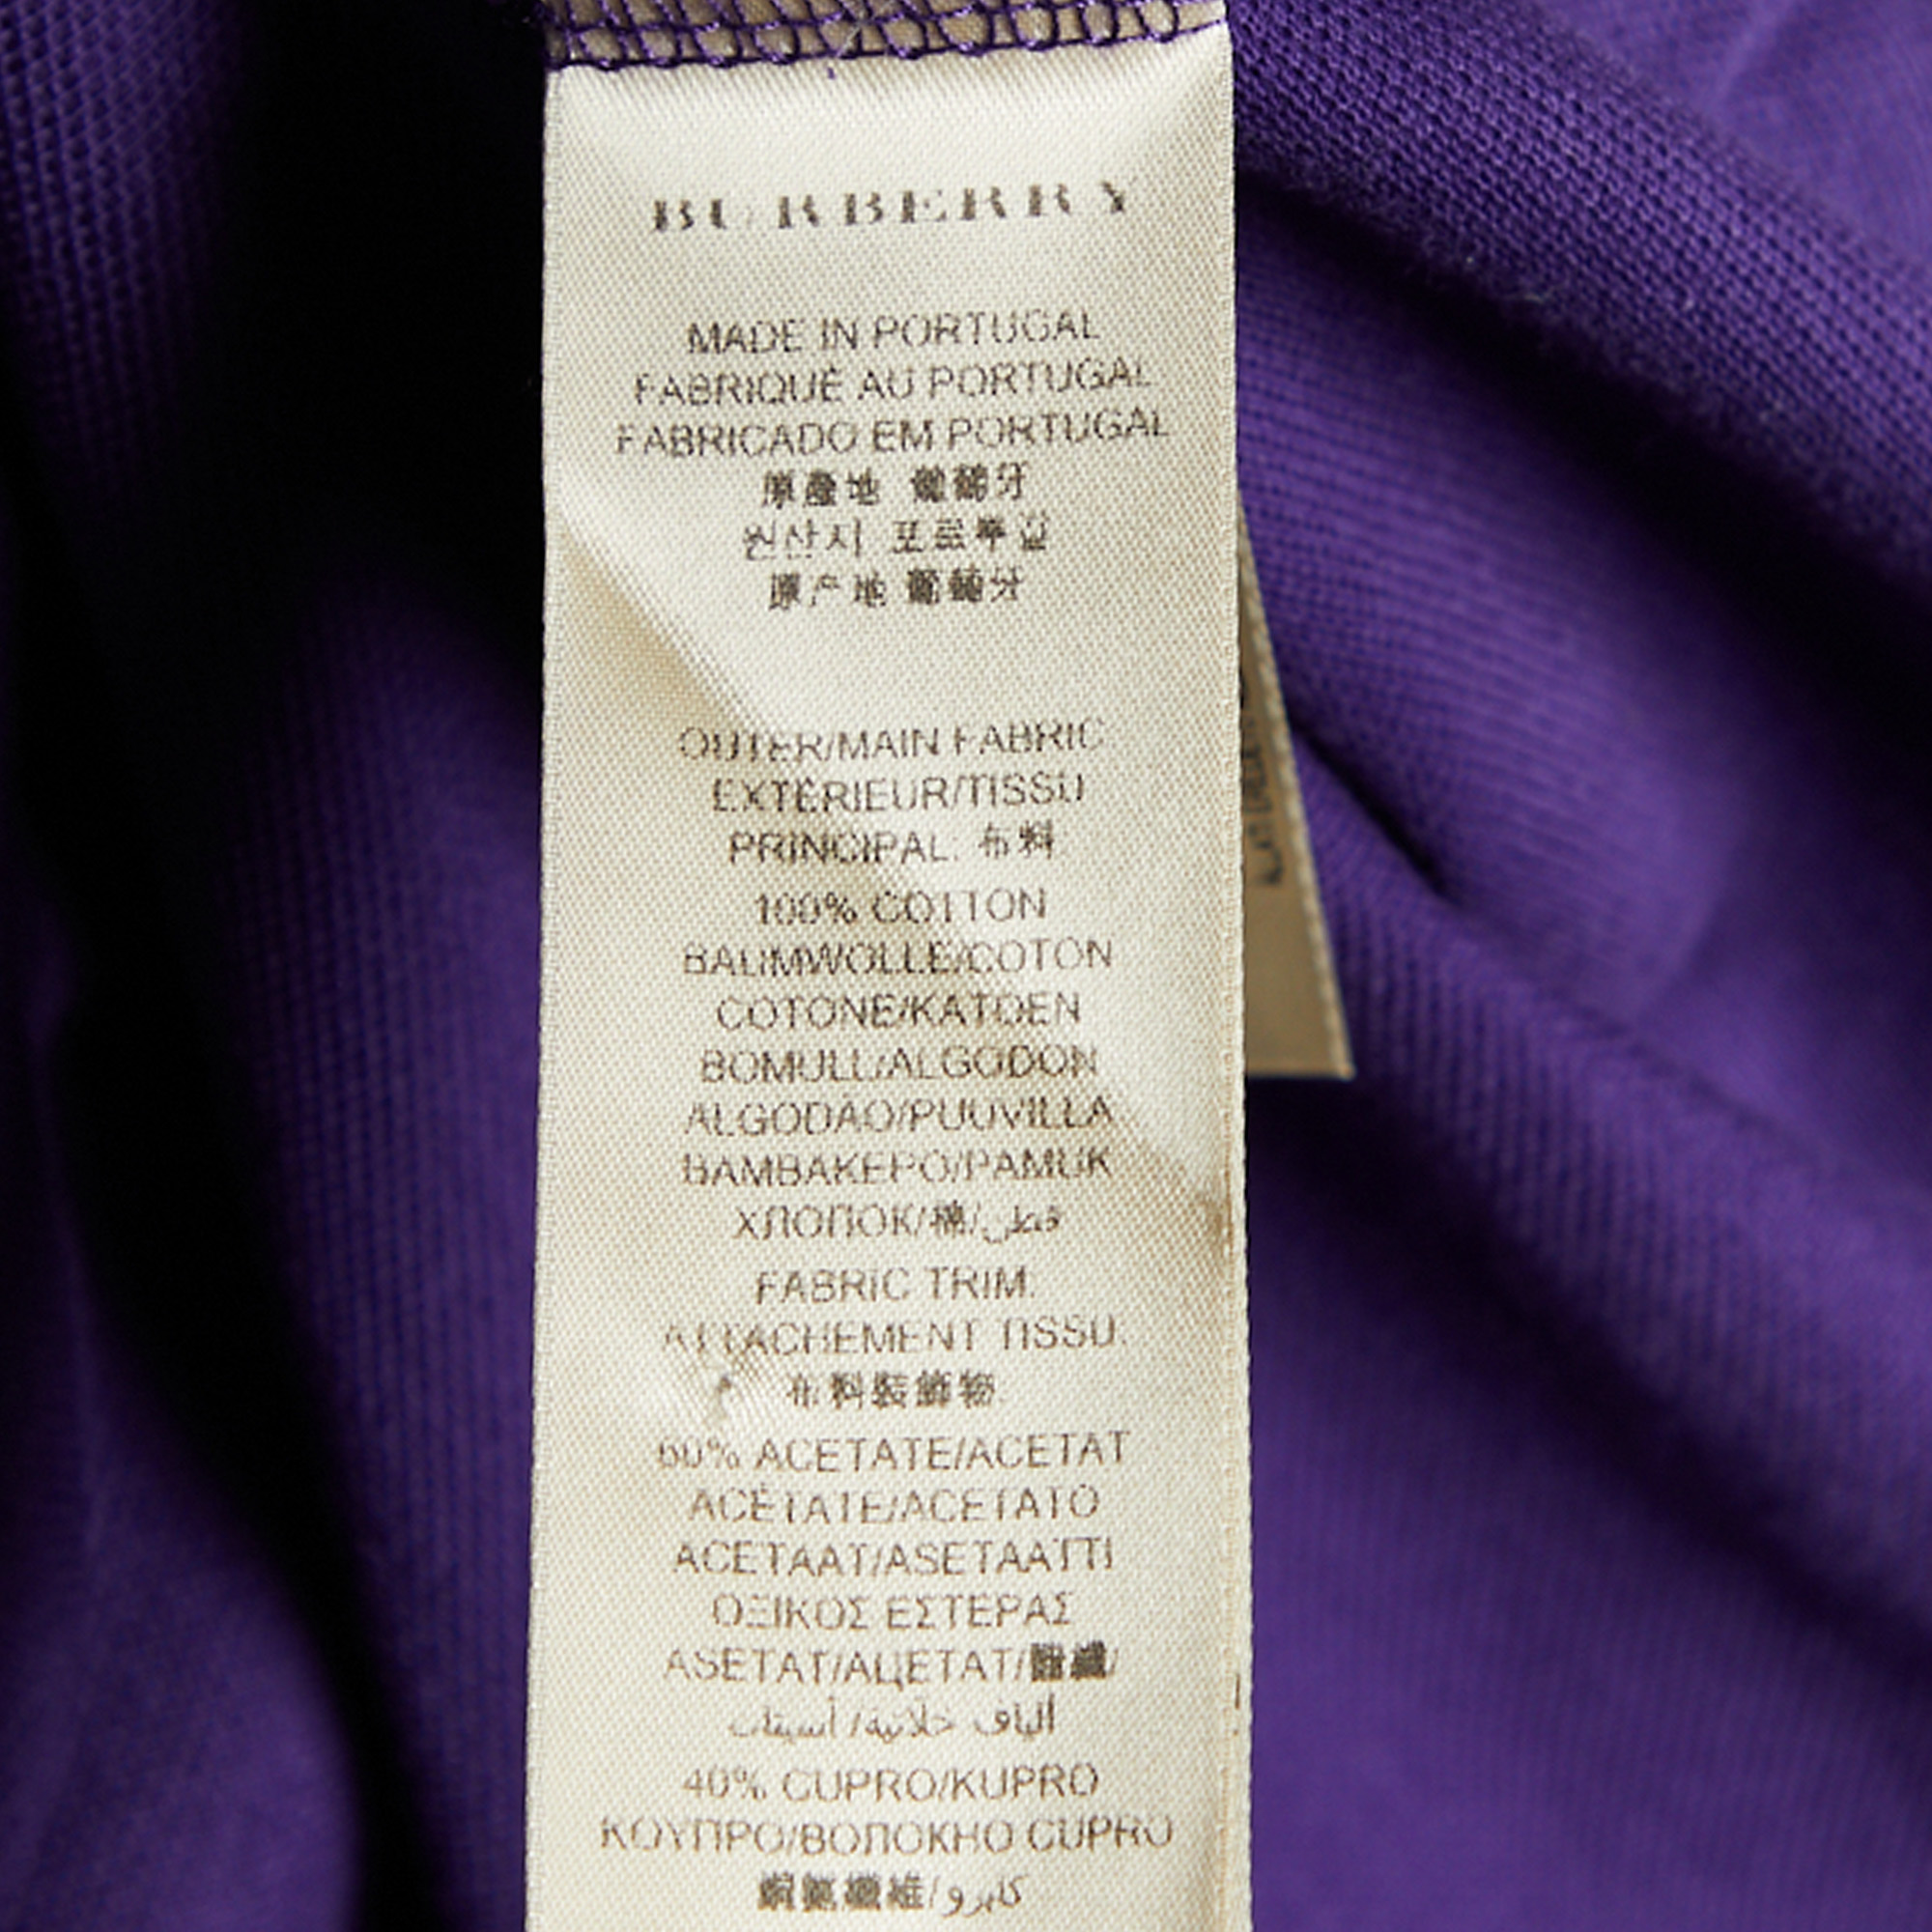 BURBERRY
MADE IN PORTUGAL
FABRIQUÉ AU PORTUGAL
FABRICADO EM PORTUGAL
原產地 葡萄牙
원산지 포르투갈
原产地 葡萄牙
OUTER/MAIN FABRIC:
EXTÉRIEUR/TISSU
PRINCIPAL: 布料:
100% COTTON
BAUMWOLLE/COTON
COTONE/KATOEN
BOMULL/ALGODON
ALGODAO/PUUVILLA
ΒΑΜΒΑΚΕΡΟ/PAMUK
ХЛОПОК/棉/قطن
FABRIC TRIM:
ATTACHEMENT TISSU:
布料裝飾物:
60% ACETATE/ACETAT
ACÉTATE/ACETATO
ACETAAT/ASETAATTI
ΟΞΙΚΟΣ ΕΣΤΕΡΑΣ
ASETAT/АЦЕТАТ/醋纖/
ألياف خلاتية/أسيتات
40% CUPRO/KUPRO
ΚΟΥΠΡΟ/ВОЛОКНО CUPRO
銅氨纖維/كابرو